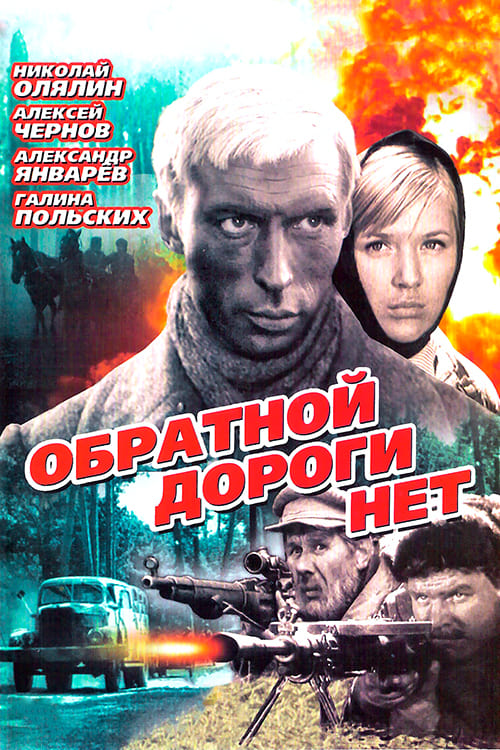 НИКОЛАЙ
ОЛЯЛИН
АЛЕКСЕЙ
ЧЕРНОВ
АЛЕКСАНДР
ЯНВАРЁВ
ГАЛИНА
ПОЛЬСКИХ
ОБРАТНОЙ
ДОРОГИ
НЕТ